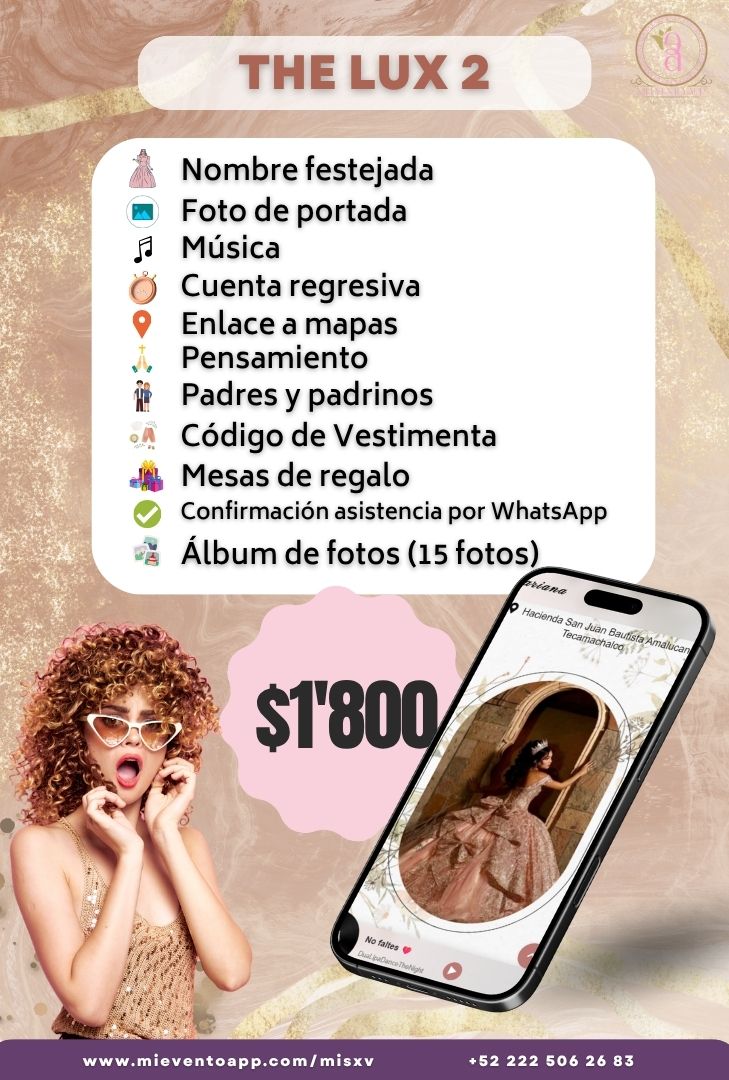 THE LUX 2
Nombre festejada
Foto de portada
Música
Cuenta regresiva
Enlace a mapas
Pensamiento
Padres y padrinos
Código de Vestimenta
Mesas de regalo
Confirmación asistencia por WhatsApp
Álbum de fotos (15 fotos)
$1'800
ariana
Hacienda San Juan Bautista Amalucan
Tecamachalco
No faltes
DuaLipaDanceTheNight
www.mieventoapp.com/misxv
+52 222 506 26 83